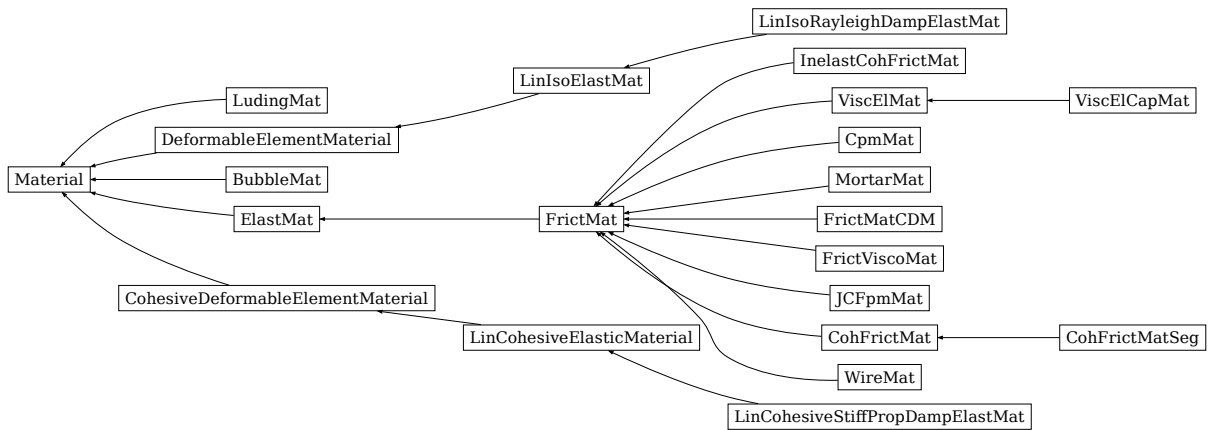 LinIsoRayleighDampElastMat
InelastCohFrictMat
LinIsoElastMat
LudingMat
ViscElMat
ViscElCapMat
DeformableElementMaterial
CpmMat
Material
BubbleMat
MortarMat
ElastMat
FrictMat
FrictMatCDM
FrictViscoMat
CohesiveDeformableElementMaterial
JCFpmMat
LinCohesiveElasticMaterial
CohFrictMat
CohFrictMatSeg
WireMat
LinCohesiveStiffPropDampElastMat